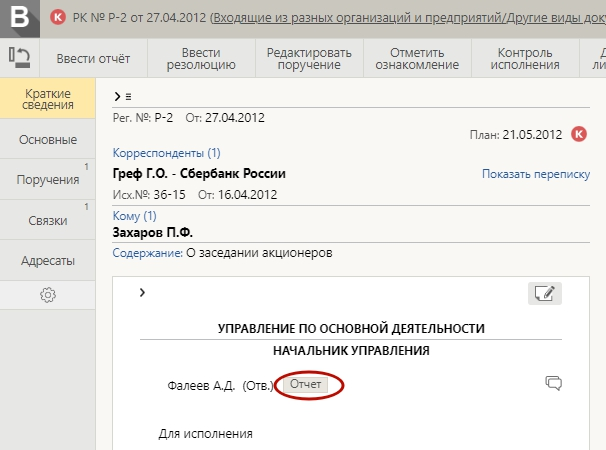 B К РК № Р-2 от 27.04.2012 (Входящие из разных организаций и предприятий/Другие виды доку
Ввести отчёт
Ввести резолюцию
Редактировать поручение
Отметить ознакомление
Контроль исполнения
Краткие сведения
Основные
Поручения 1
Связки 1
Адресаты
Рег. №: Р-2 От: 27.04.2012
План: 21.05.2012 К
Корреспонденты (1)
Греф Г.О. - Сбербанк России Показать переписку
Исх.№: 36-15 От: 16.04.2012
Кому (1)
Захаров П.Ф.
Содержание: О заседании акционеров
УПРАВЛЕНИЕ ПО ОСНОВНОЙ ДЕЯТЕЛЬНОСТИ
НАЧАЛЬНИК УПРАВЛЕНИЯ
Фалеев А.Д. (Отв.) Отчет
Для исполнения